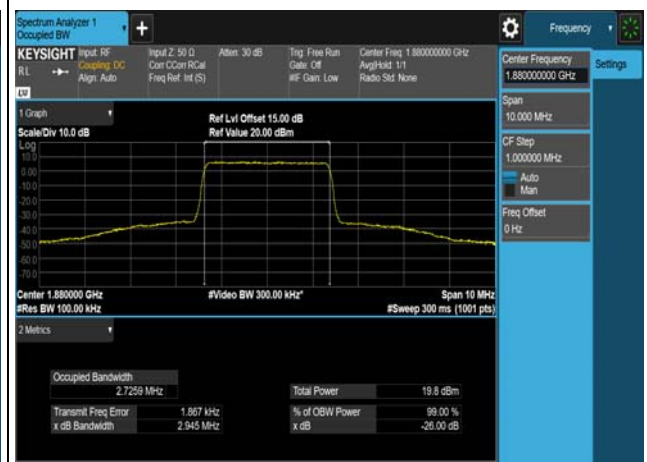 Spectrum Analyzer 1
Occupied BW
+
Frequency
KEYSIGHT
RL
Input: RF
Coupling: DC
Align: Auto
Input Z: 50 Ω
Corr CCorr RCal
Freq Ref: Int (S)
Atten: 30 dB
Trig: Free Run
Gate: Off
#IF Gain: Low
Center Freq: 1.880000000 GHz
Avg|Hold: 1/1
Radio Std: None
LV
Center Frequency
1.880000000 GHz
Settings
Span
10.000 MHz
CF Step
1.000000 MHz
Auto
Man
Freq Offset
0 Hz
1 Graph
Scale/Div 10.0 dB
Ref Lvl Offset 15.00 dB
Ref Value 20.00 dBm
Log
10.0
0.00
-10.0
-20.0
-30.0
-40.0
-50.0
-60.0
-70.0
Center 1.880000 GHz
#Res BW 100.00 kHz
#Video BW 300.00 kHz*
Span 10 MHz
#Sweep 300 ms (1001 pts)
2 Metrics
Occupied Bandwidth
2.7259 MHz
Transmit Freq Error 1.867 kHz
x dB Bandwidth 2.945 MHz
Total Power 19.8 dBm
% of OBW Power 99.00 %
x dB -26.00 dB